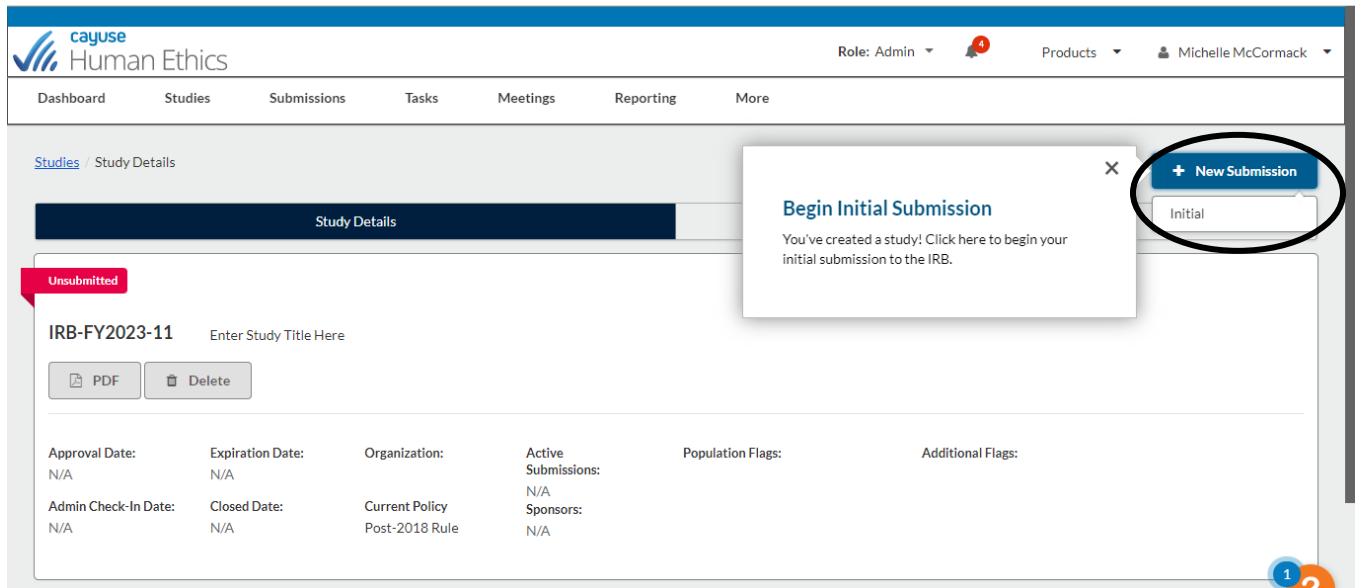 cayuse
Human Ethics
Role: Admin
4
Products
Michelle McCormack
Dashboard Studies Submissions Tasks Meetings Reporting More
Studies / Study Details
+ New Submission
Initial
Begin Initial Submission
You've created a study! Click here to begin your
initial submission to the IRB.
Study Details
Unsubmitted
IRB-FY2023-11 Enter Study Title Here
PDF Delete
Approval Date:
N/A
Expiration Date:
N/A
Organization:
Active
Submissions:
N/A
Population Flags:
Additional Flags:
Admin Check-In Date:
N/A
Closed Date:
N/A
Current Policy
Post-2018 Rule
Sponsors:
N/A
1
?